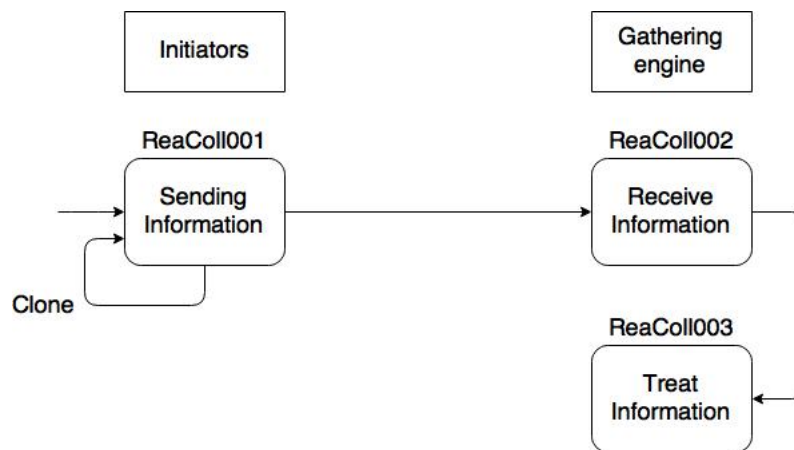 Initiators
Gathering
engine
ReaColl001
ReaColl002
Sending
Information
Receive
Information
Clone
ReaColl003
Treat
Information